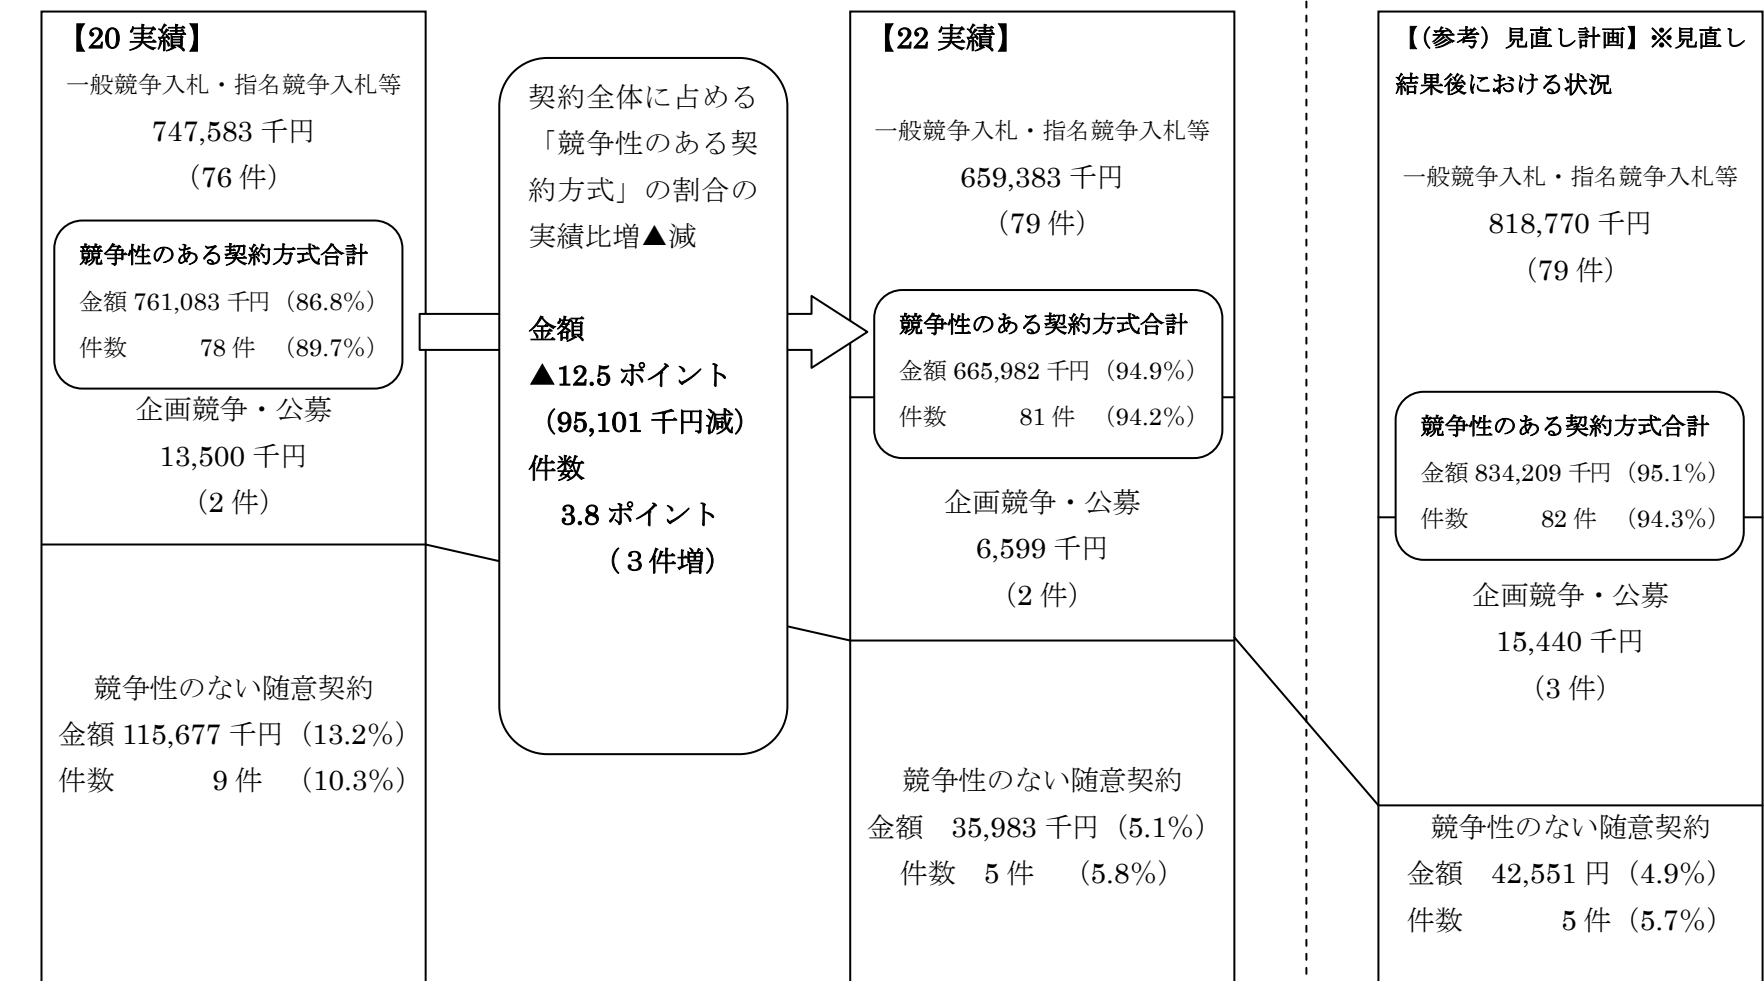 【20 実績】
一般競争入札・指名競争入札等
747,583 千円
（76 件）
競争性のある契約方式合計
金額 761,083 千円（86.8%）
件数 78 件 （89.7%）
企画競争・公募
13,500 千円
（2 件）
競争性のない随意契約
金額 115,677 千円（13.2%）
件数 9 件 （10.3%）
契約全体に占める
「競争性のある契
約方式」の割合の
実績比増▲減
金額
▲12.5 ポイント
（95,101 千円減）
件数
3.8 ポイント
（３件増）
【22 実績】
一般競争入札・指名競争入札等
659,383 千円
（79 件）
競争性のある契約方式合計
金額 665,982 千円（94.9%）
件数 81 件 （94.2%）
企画競争・公募
6,599 千円
（2 件）
競争性のない随意契約
金額 35,983 千円（5.1%）
件数 5 件 （5.8%）
【（参考）見直し計画】※見直し
結果後における状況
一般競争入札・指名競争入札等
818,770 千円
（79 件）
競争性のある契約方式合計
金額 834,209 千円（95.1%）
件数 82 件 （94.3%）
企画競争・公募
15,440 千円
（3 件）
競争性のない随意契約
金額 42,551 円（4.9%）
件数 5 件（5.7%）